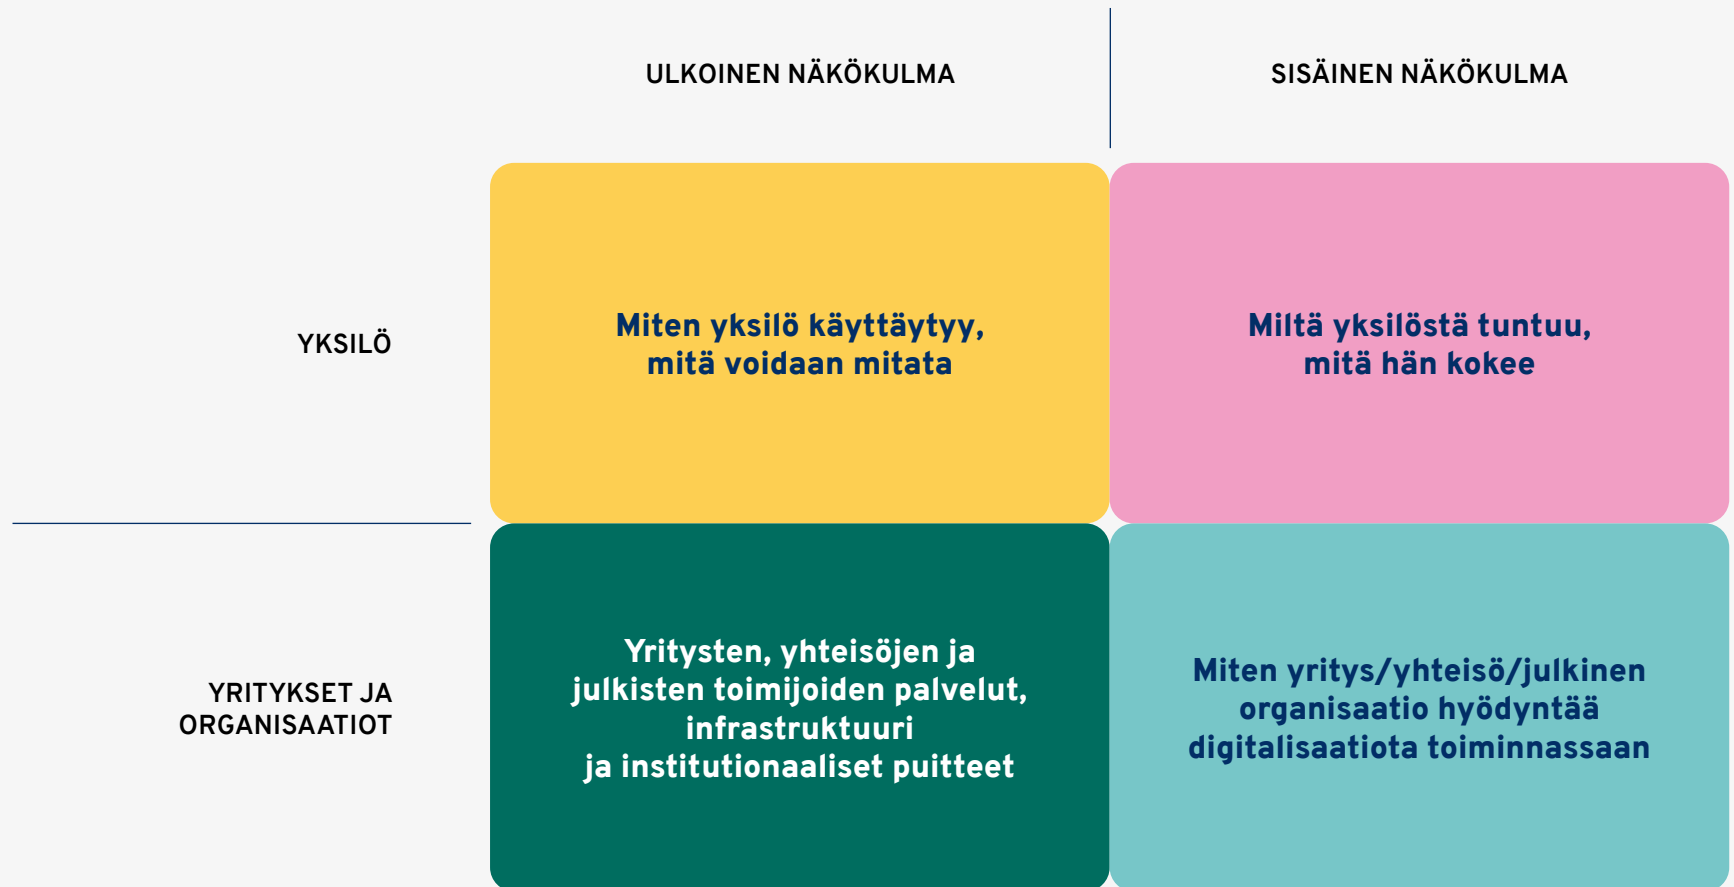 ULKOINEN NÄKÖKULMA
SISÄINEN NÄKÖKULMA
YKSILÖ
Miten yksilö käyttäytyy,
mitä voidaan mitata
Miltä yksilöstä tuntuu,
mitä hän kokee
YRITYKSET JA
ORGANISAATIOT
Yritysten, yhteisöjen ja
julkisten toimijoiden palvelut,
infrastruktuuri
ja institutionaaliset puitteet
Miten yritys/yhteisö/julkinen
organisaatio hyödyntää
digitalisaatiota toiminnassaan